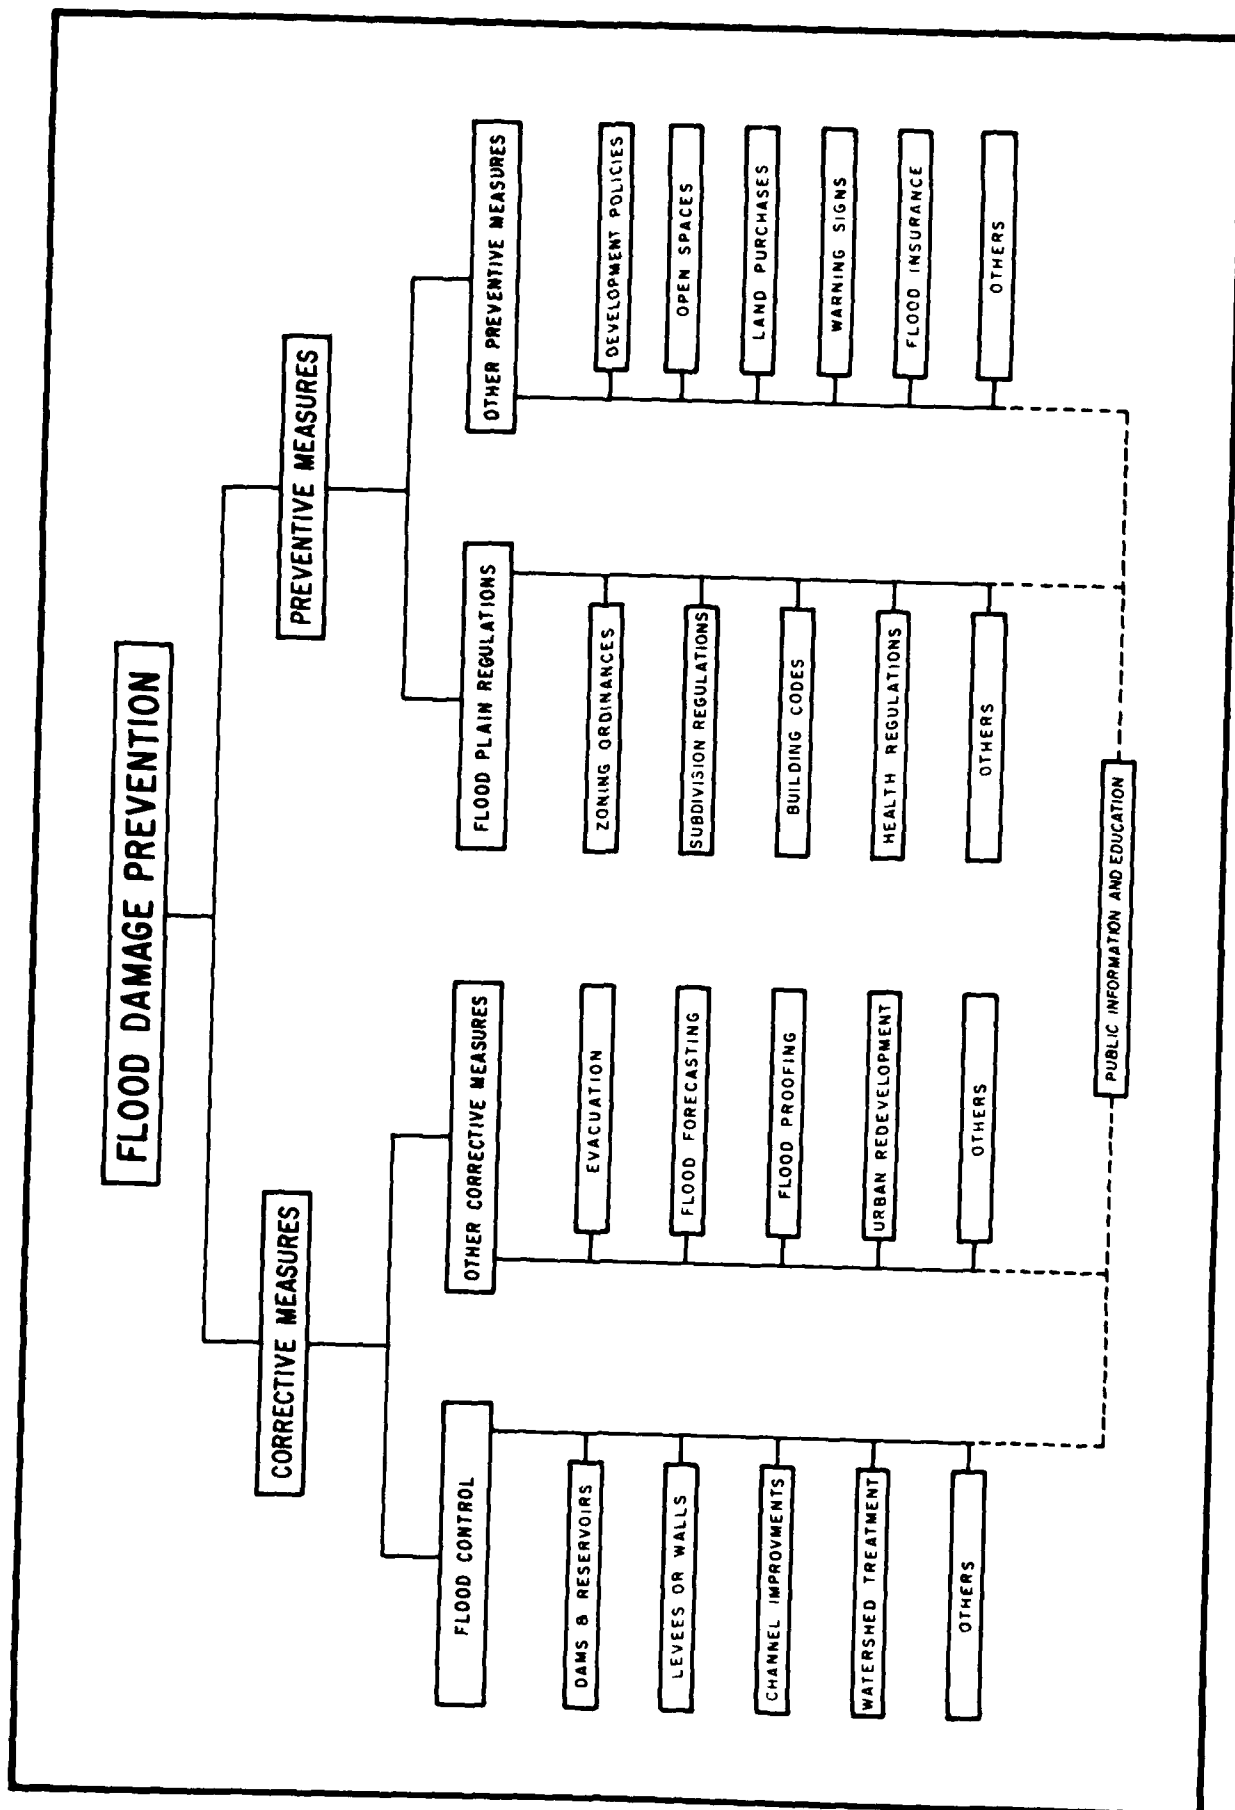 FLOOD DAMAGE PREVENTION
CORRECTIVE MEASURES
PREVENTIVE MEASURES
FLOOD CONTROL
OTHER CORRECTIVE MEASURES
FLOOD PLAIN REGULATIONS
OTHER PREVENTIVE MEASURES
DAMS & RESERVOIRS
LEVEES OR WALLS
CHANNEL IMPROVMENTS
WATERSHED TREATMENT
OTHERS
EVACUATION
FLOOD FORECASTING
FLOOD PROOFING
URBAN REDEVELOPMENT
OTHERS
ZONING ORDINANCES
SUBDIVISION REGULATIONS
BUILDING CODES
HEALTH REGULATIONS
OTHERS
DEVELOPMENT POLICIES
OPEN SPACES
LAND PURCHASES
WARNING SIGNS
FLOOD INSURANCE
OTHERS
PUBLIC INFORMATION AND EDUCATION